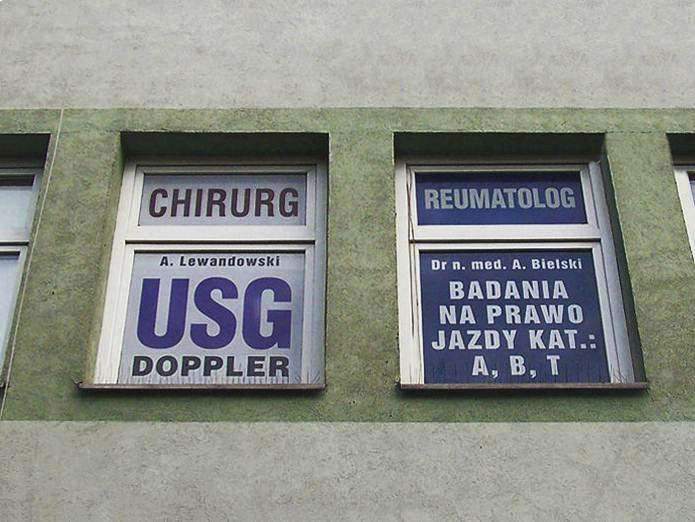 CHIRURG
A. Lewandowski
USG
DOPPLER
REUMATOLOG
Dr n. med. A. Bielski
BADANIA
NA PRAWO
JAZDY KAT.:
A, B, T